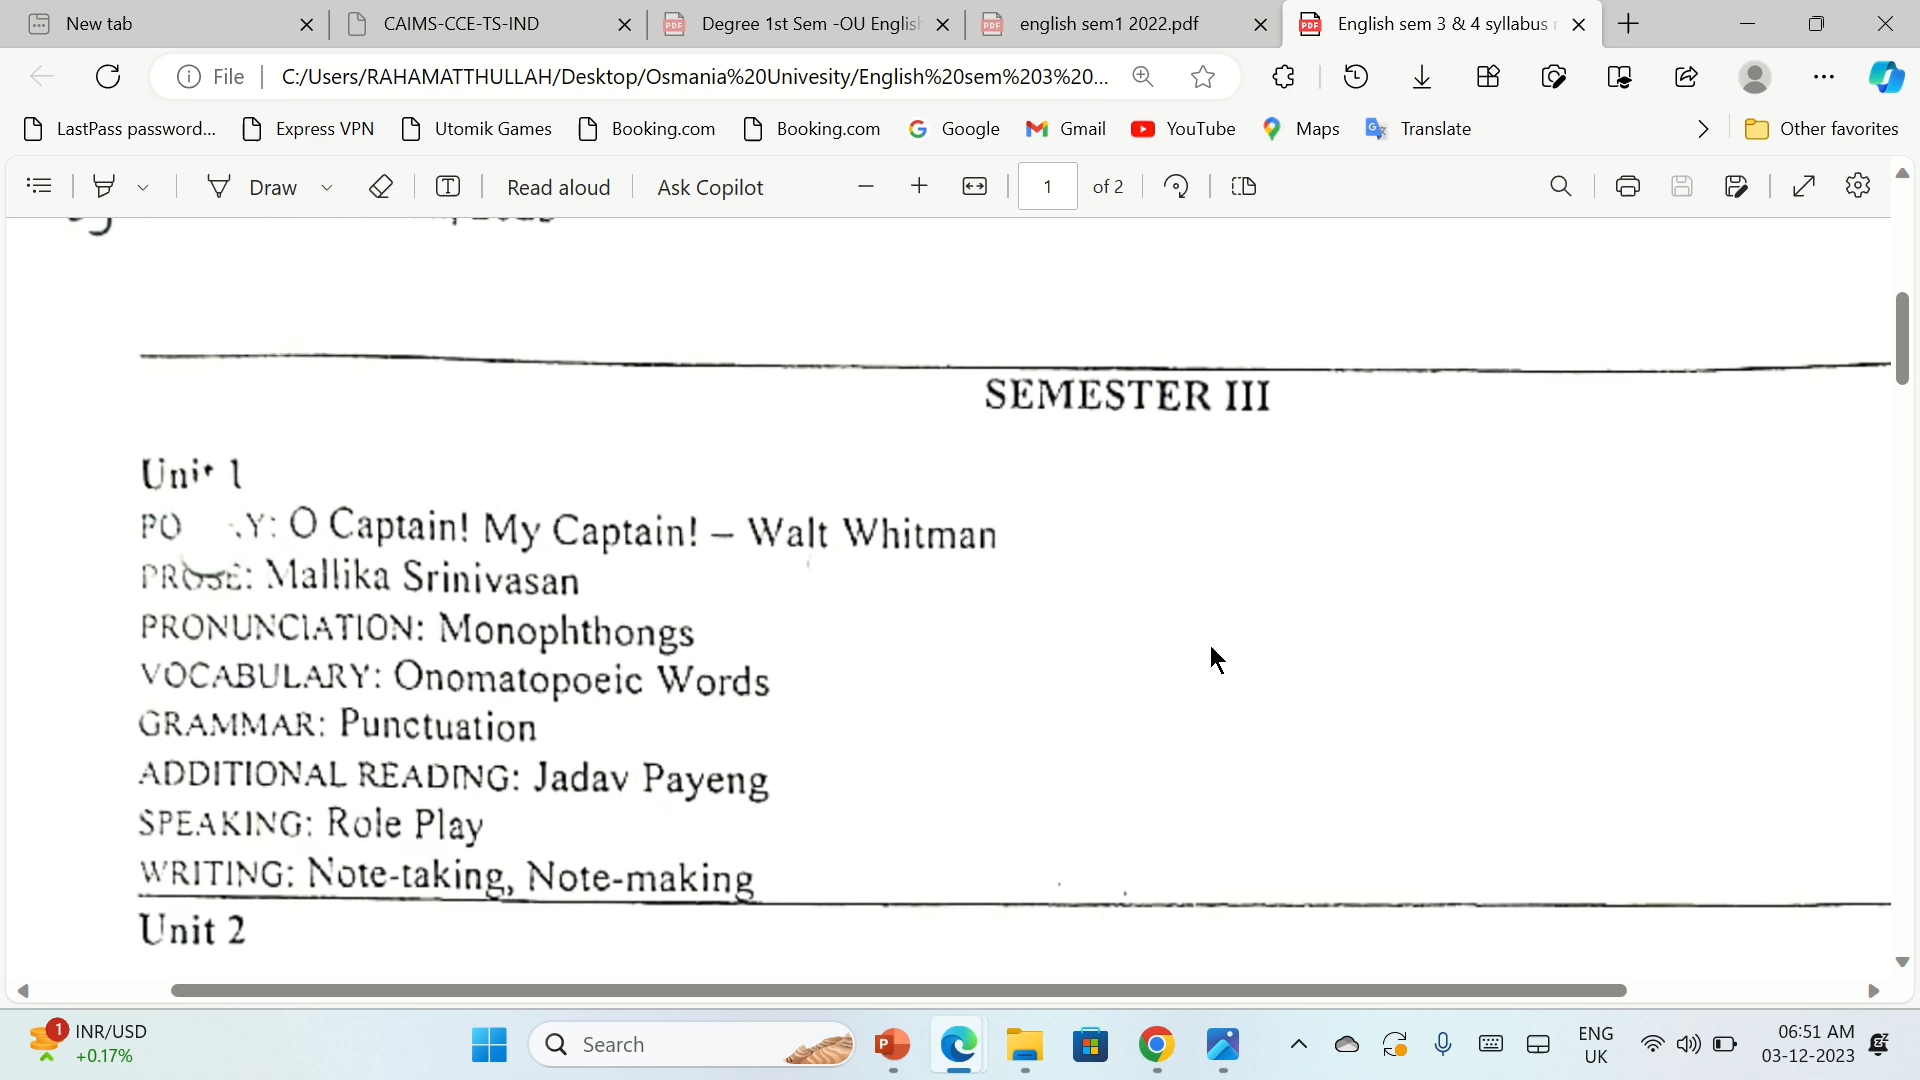 New tab
CAIMS-CCE-TS-IND
Degree 1st Sem -OU Englis
english sem1 2022.pdf
English sem 3 & 4 syllabus
File
C:/Users/RAHAMATTHULLAH/Desktop/Osmania%20Univesity/English%20sem%203%20...
LastPass password...
Express VPN
Utomik Games
Booking.com
Booking.com
Google
Gmail
YouTube
Maps
Translate
Other favorites
Draw
Read aloud
Ask Copilot
1
of 2
SEMESTER III
Unit 1
O Captain! My Captain! – Walt Whitman
PROSE: Mallika Srinivasan
PRONUNCIATION: Monophthongs
VOCABULARY: Onomatopoeic Words
GRAMMAR: Punctuation
ADDITIONAL READING: Jadav Payeng
SPEAKING: Role Play
WRITING: Note-taking, Note-making
Unit 2
1
INR/USD
+0.17%
Search
ENG
UK
06:51 AM
03-12-2023